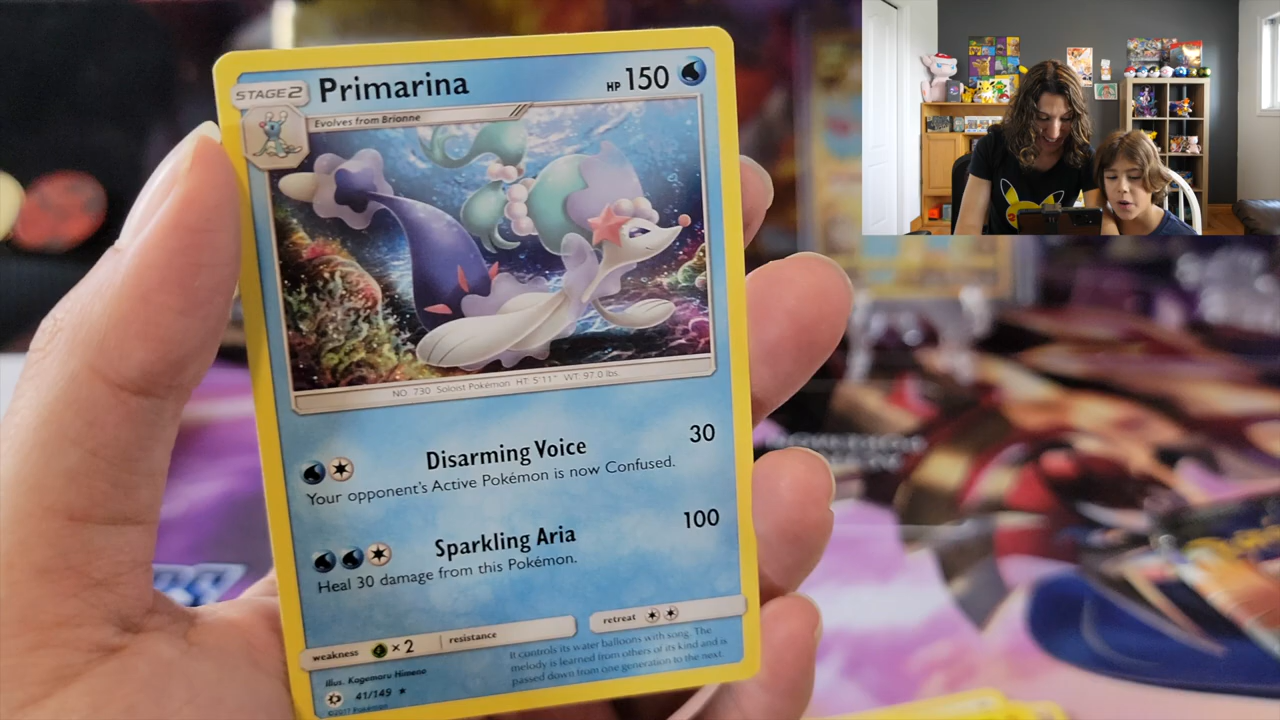 STAGE 2 Primarina HP 150
Evolves from Brionne
NO. 730 Soloist Pokémon HT: 5'11" WT: 97.0 lbs.
Disarming Voice 30
Your opponent's Active Pokémon is now Confused.
Sparkling Aria 100
Heal 30 damage from this Pokémon.
weakness ×2 resistance retreat
It controls its water balloons with song. The
melody is learned from others of its kind and is
passed down from one generation to the next.
Illus. Kagemaru Himeno
41/149 ★
©2017 Pokémon